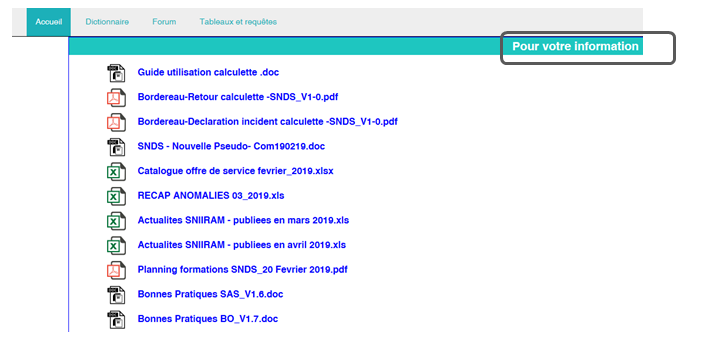 Accueil Dictionnaire Forum Tableaux et requêtes
Pour votre information
Guide utilisation calculette .doc
Bordereau-Retour calculette -SNDS_V1-0.pdf
Bordereau-Declaration incident calculette -SNDS_V1-0.pdf
SNDS - Nouvelle Pseudo- Com190219.doc
Catalogue offre de service fevrier_2019.xlsx
RECAP ANOMALIES 03_2019.xls
Actualites SNIIRAM - publiees en mars 2019.xls
Actualites SNIIRAM - publiees en avril 2019.xls
Planning formations SNDS_20 Fevrier 2019.pdf
Bonnes Pratiques SAS_V1.6.doc
Bonnes Pratiques BO_V1.7.doc